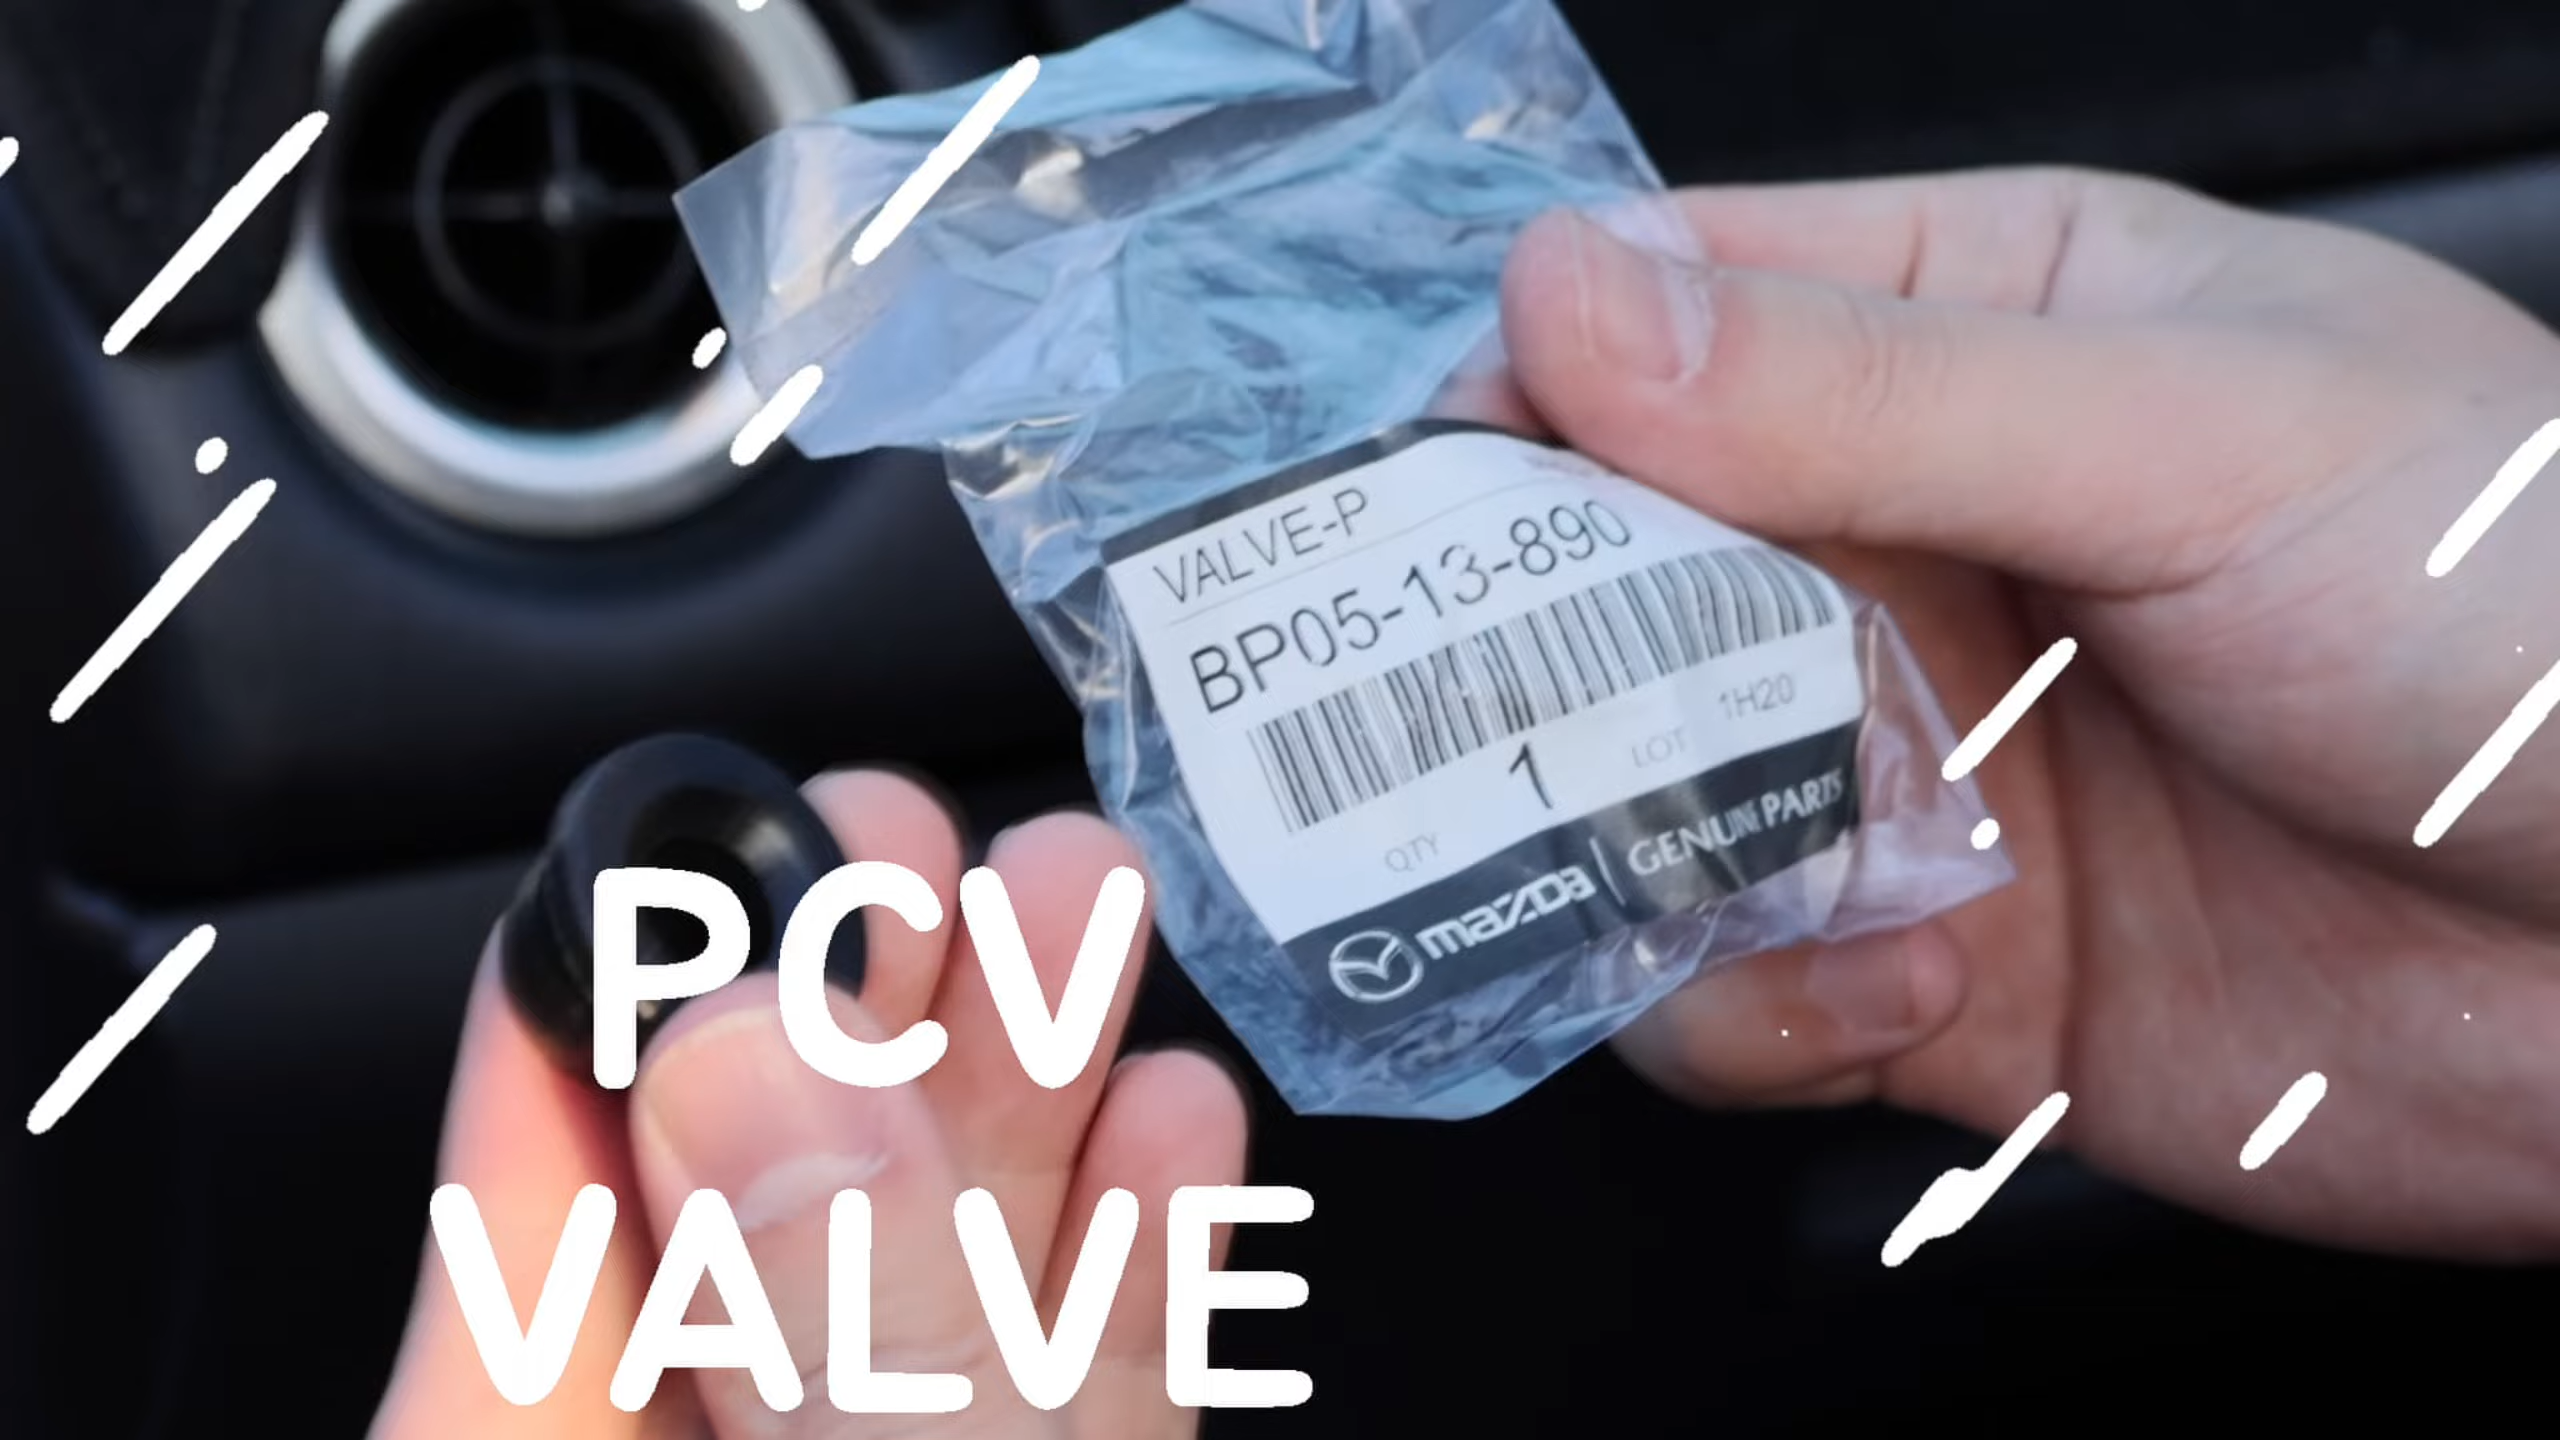 VALVE-P
BP05-13-890
1H20
LOT
1
QTY
mazda GENUINE PARTS
PCV
VALVE